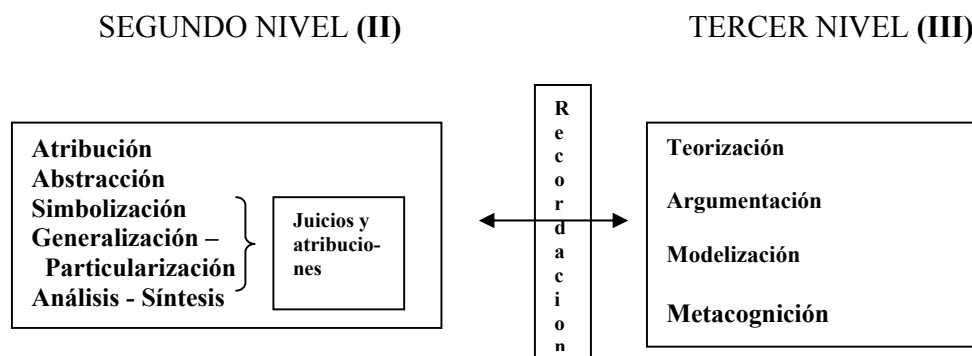 SEGUNDO NIVEL (II)
TERCER NIVEL (III)
Atribución
Abstracción
Simbolización
Generalización –
Particularización
Análisis - Síntesis
Juicios y
atribucio-
nes
R
e
c
o
r
d
a
c
i
o
n
Teorización
Argumentación
Modelización
Metacognición